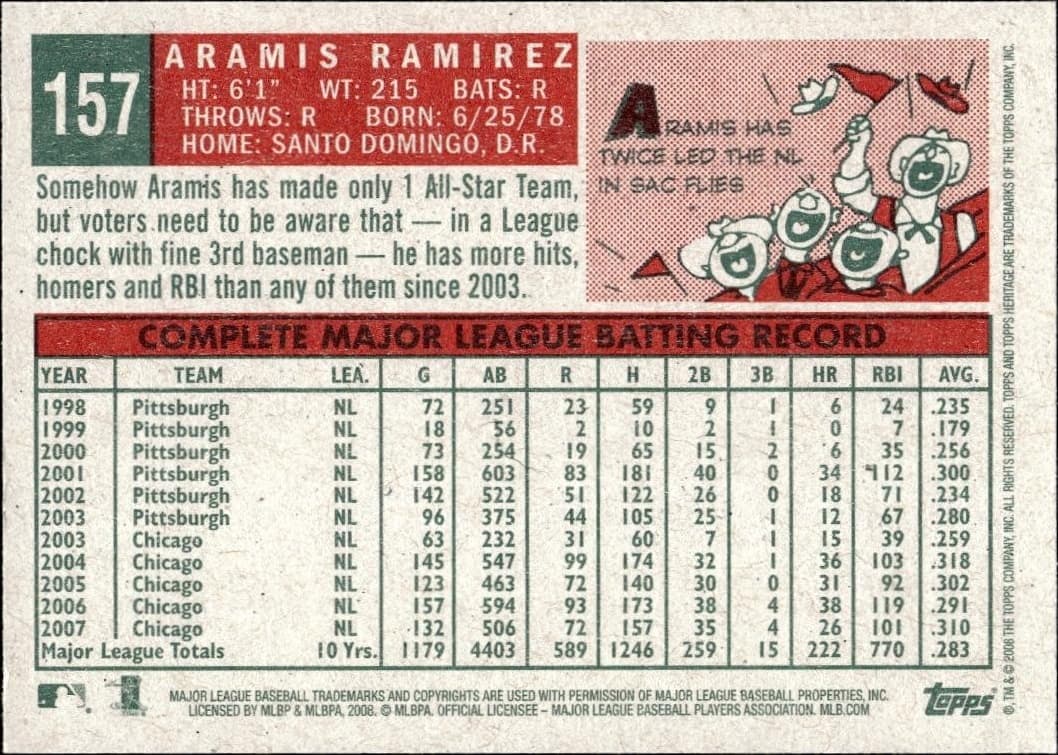 157
ARAMIS RAMIREZ
HT: 6'1" WT: 215 BATS: R
THROWS: R BORN: 6/25/78
HOME: SANTO DOMINGO, D.R.
Somehow Aramis has made only 1 All-Star Team,
but voters need to be aware that — in a League
chock with fine 3rd baseman — he has more hits,
homers and RBI than any of them since 2003.
ARAMIS HAS
TWICE LED THE NL
IN SAC FLIES
COMPLETE MAJOR LEAGUE BATTING RECORD
YEAR TEAM LEA. G AB R H 2B 3B HR RBI AVG.
1998 Pittsburgh NL 72 251 23 59 9 1 6 24 .235
1999 Pittsburgh NL 18 56 2 10 2 1 0 7 .179
2000 Pittsburgh NL 73 254 19 65 15 2 6 35 .256
2001 Pittsburgh NL 158 603 83 181 40 0 34 112 .300
2002 Pittsburgh NL 142 522 51 122 26 0 18 71 .234
2003 Pittsburgh NL 96 375 44 105 25 1 12 67 .280
2003 Chicago NL 63 232 31 60 7 1 15 39 .259
2004 Chicago NL 145 547 99 174 32 1 36 103 .318
2005 Chicago NL 123 463 72 140 30 0 31 92 .302
2006 Chicago NL 157 594 93 173 38 4 38 119 .291
2007 Chicago NL 132 506 72 157 35 4 26 101 .310
Major League Totals 10 Yrs. 1179 4403 589 1246 259 15 222 770 .283
MAJOR LEAGUE BASEBALL TRADEMARKS AND COPYRIGHTS ARE USED WITH PERMISSION OF MAJOR LEAGUE BASEBALL PROPERTIES, INC.
LICENSED BY MLBP & MLBPA, 2008. © MLBPA. OFFICIAL LICENSEE – MAJOR LEAGUE BASEBALL PLAYERS ASSOCIATION. MLB.COM
Topps
®, TM & © 2008 THE TOPPS COMPANY, INC. ALL RIGHTS RESERVED. TOPPS AND TOPPS HERITAGE ARE TRADEMARKS OF THE TOPPS COMPANY, INC.